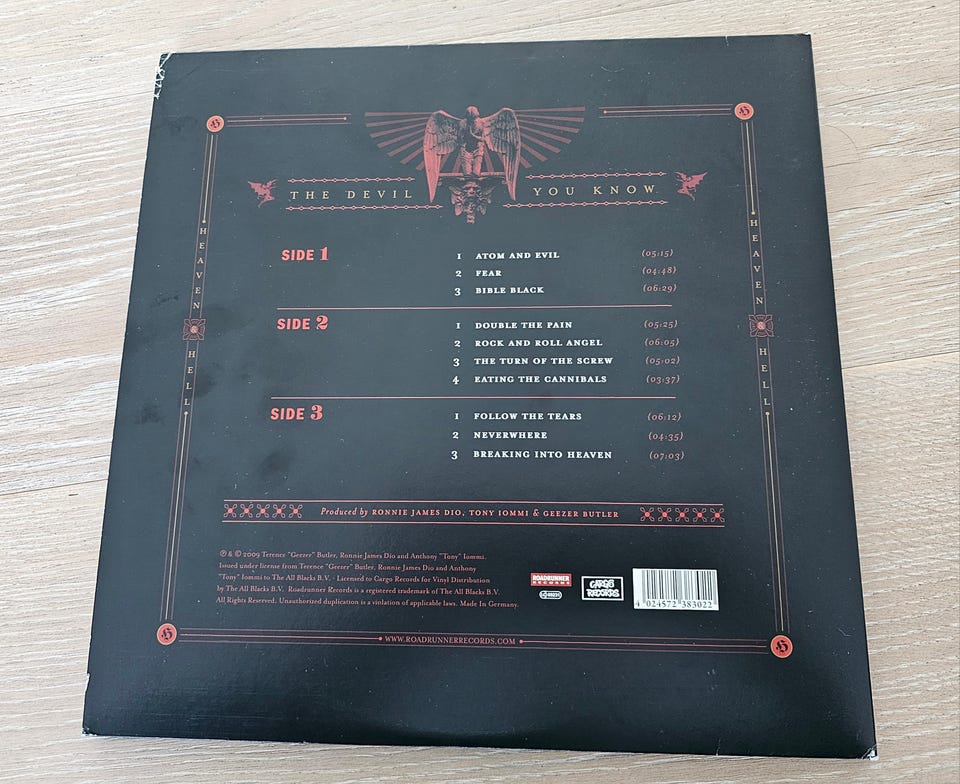 THE DEVIL YOU KNOW
HEAVEN & HELL
HEAVEN & HELL
SIDE 1
1 ATOM AND EVIL (05:15)
2 FEAR (04:48)
3 BIBLE BLACK (06:29)
SIDE 2
1 DOUBLE THE PAIN (05:25)
2 ROCK AND ROLL ANGEL (06:05)
3 THE TURN OF THE SCREW (05:02)
4 EATING THE CANNIBALS (03:37)
SIDE 3
1 FOLLOW THE TEARS (06:12)
2 NEVERWHERE (04:35)
3 BREAKING INTO HEAVEN (07:03)
Produced by RONNIE JAMES DIO, TONY IOMMI & GEEZER BUTLER
℗ & © 2009 Terence "Geezer" Butler, Ronnie James Dio and Anthony "Tony" Iommi.
Issued under license from Terence "Geezer" Butler, Ronnie James Dio and Anthony
"Tony" Iommi to The All Blacks B.V. · Licensed to Cargo Records for Vinyl Distribution
by The All Blacks B.V. Roadrunner Records is a registered trademark of The All Blacks B.V.
All Rights Reserved. Unauthorized duplication is a violation of applicable laws. Made In Germany.
ROADRUNNER
RECORDS
CARGO
RECORDS
4 024572 383022
WWW.ROADRUNNERRECORDS.COM